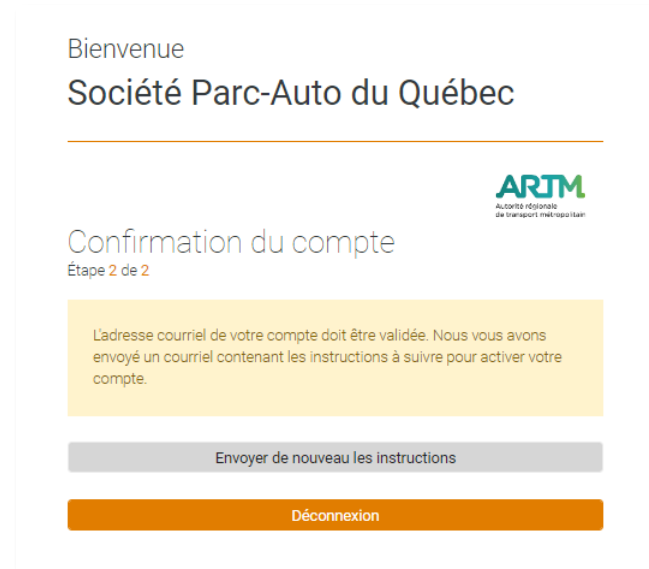 Bienvenue
Société Parc-Auto du Québec
ARTM
Autorité régionale
de transport métropolitain
Confirmation du compte
Étape 2 de 2
L'adresse courriel de votre compte doit être validée. Nous vous avons
envoyé un courriel contenant les instructions à suivre pour activer votre
compte.
Envoyer de nouveau les instructions
Déconnexion